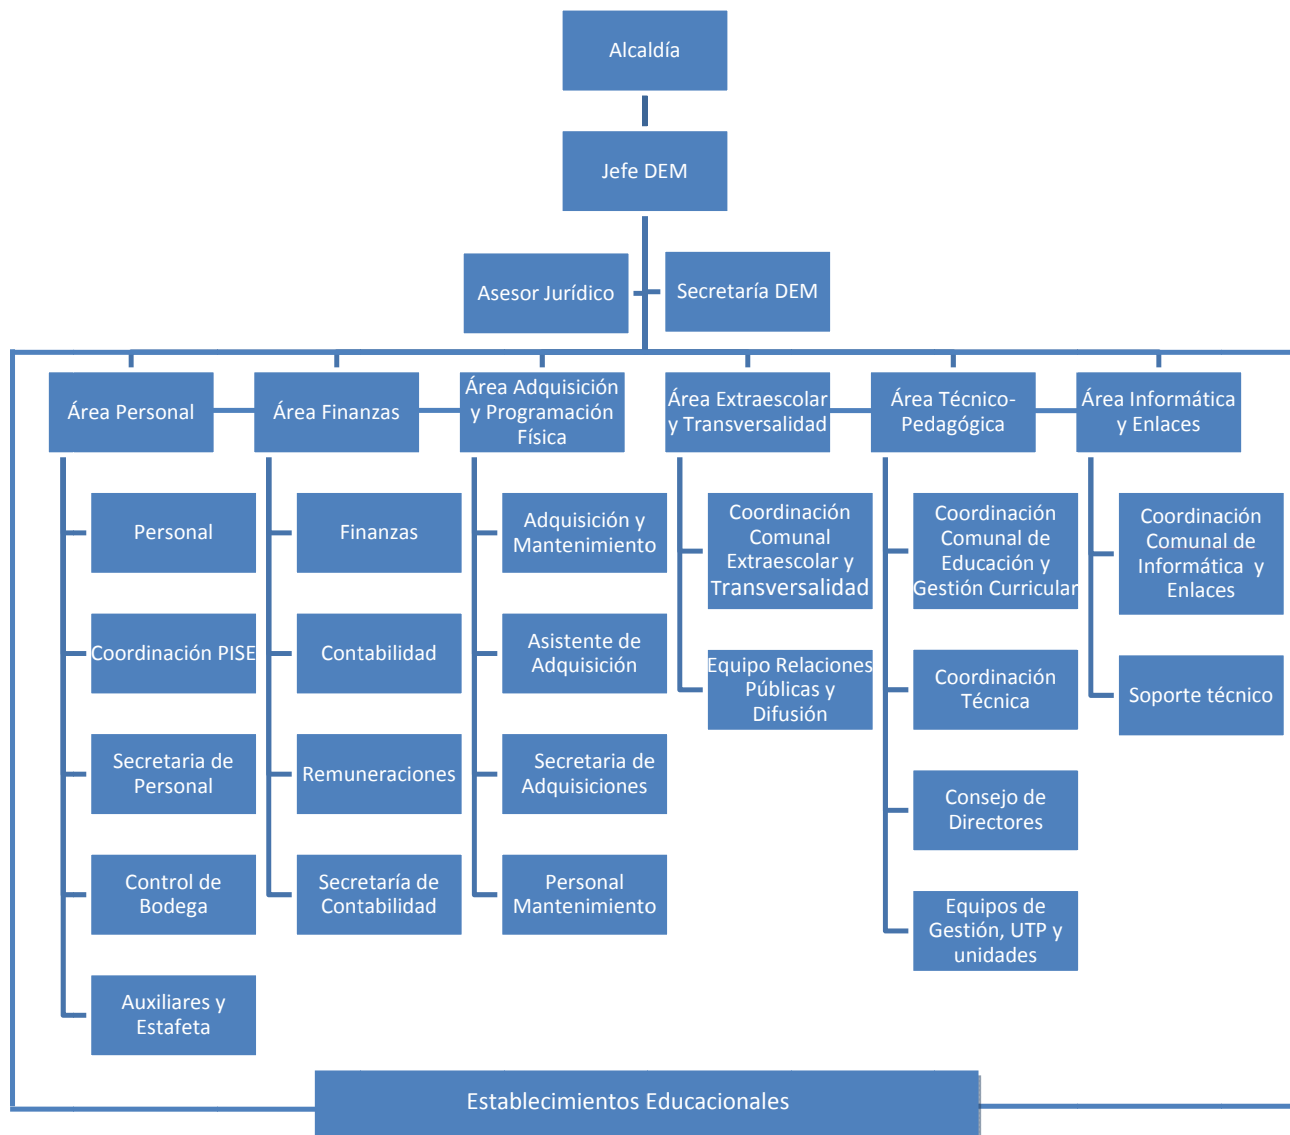 Alcaldía
Jefe DEM
Asesor Jurídico
Secretaría DEM
Área Personal
Área Finanzas
Área Adquisición
y Programación
Física
Área Extraescolar
y Transversalidad
Área Técnico-
Pedagógica
Área Informática
y Enlaces
Personal
Coordinación PISE
Secretaria de
Personal
Control de
Bodega
Auxiliares y
Estafeta
Finanzas
Contabilidad
Remuneraciones
Secretaría de
Contabilidad
Adquisición y
Mantenimiento
Asistente de
Adquisición
Secretaria de
Adquisiciones
Personal
Mantenimiento
Coordinación
Comunal
Extraescolar y
Transversalidad
Equipo Relaciones
Públicas y
Difusión
Coordinación
Comunal de
Educación y
Gestión Curricular
Coordinación
Técnica
Consejo de
Directores
Equipos de
Gestión, UTP y
unidades
Coordinación
Comunal de
Informática y
Enlaces
Soporte técnico
Establecimientos Educacionales